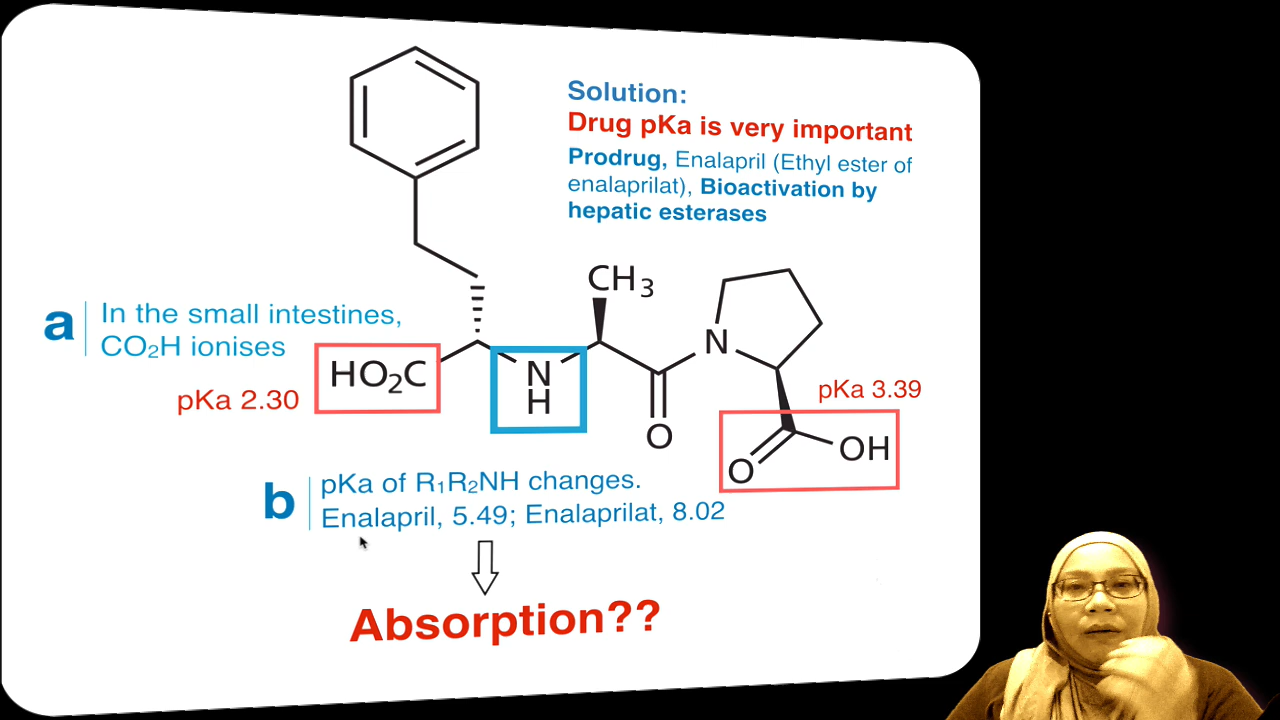 Solution:
Drug pKa is very important
Prodrug, Enalapril (Ethyl ester of
enalaprilat), Bioactivation by
hepatic esterases
CH₃
a
In the small intestines,
CO₂H ionises
HO₂C
pKa 2.30
N
H
O
N
pKa 3.39
O
OH
b
pKa of R₁R₂NH changes.
Enalapril, 5.49; Enalaprilat, 8.02
Absorption??